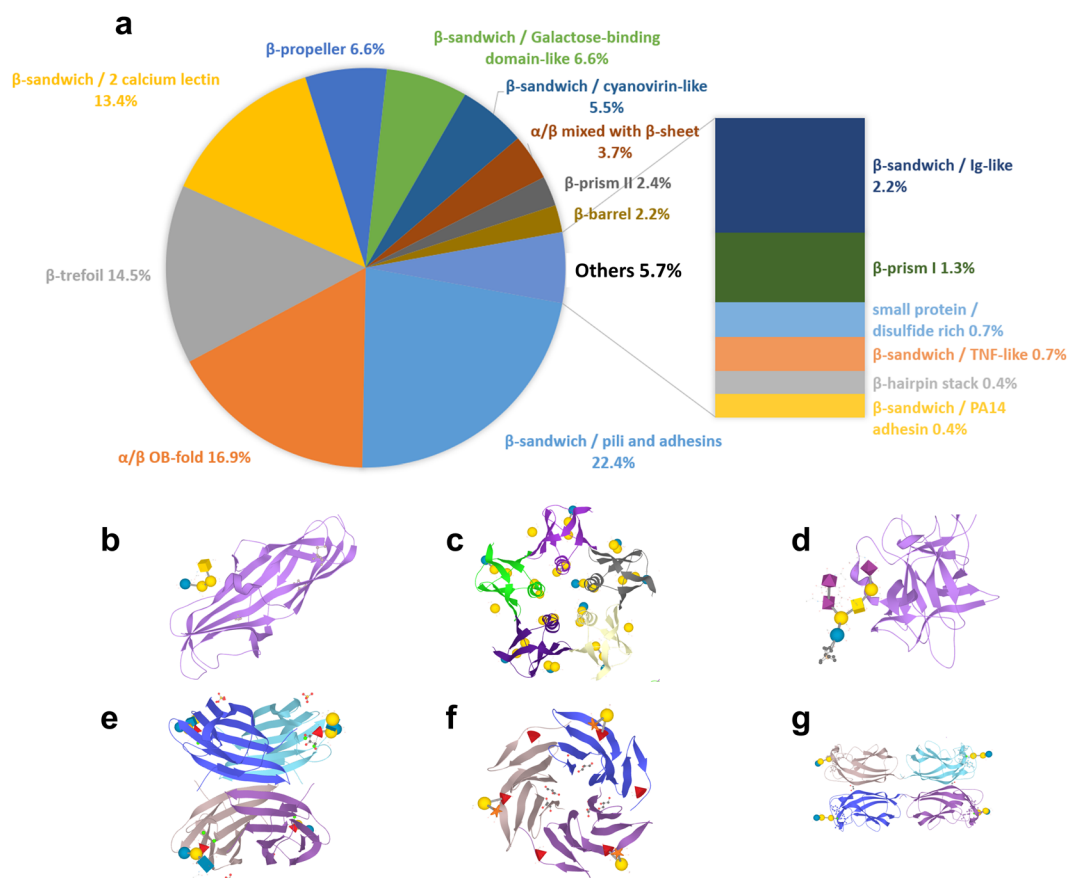 a
β-propeller 6.6%
β-sandwich / Galactose-binding
domain-like 6.6%
β-sandwich / 2 calcium lectin
13.4%
β-sandwich / cyanovirin-like
5.5%
α/β mixed with β-sheet
3.7%
β-prism II 2.4%
β-barrel 2.2%
Others 5.7%
β-trefoil 14.5%
α/β OB-fold 16.9%
β-sandwich / pili and adhesins
22.4%
β-sandwich / Ig-like
2.2%
β-prism I 1.3%
small protein /
disulfide rich 0.7%
β-sandwich / TNF-like 0.7%
β-hairpin stack 0.4%
β-sandwich / PA14
adhesin 0.4%
b
c
d
e
f
g